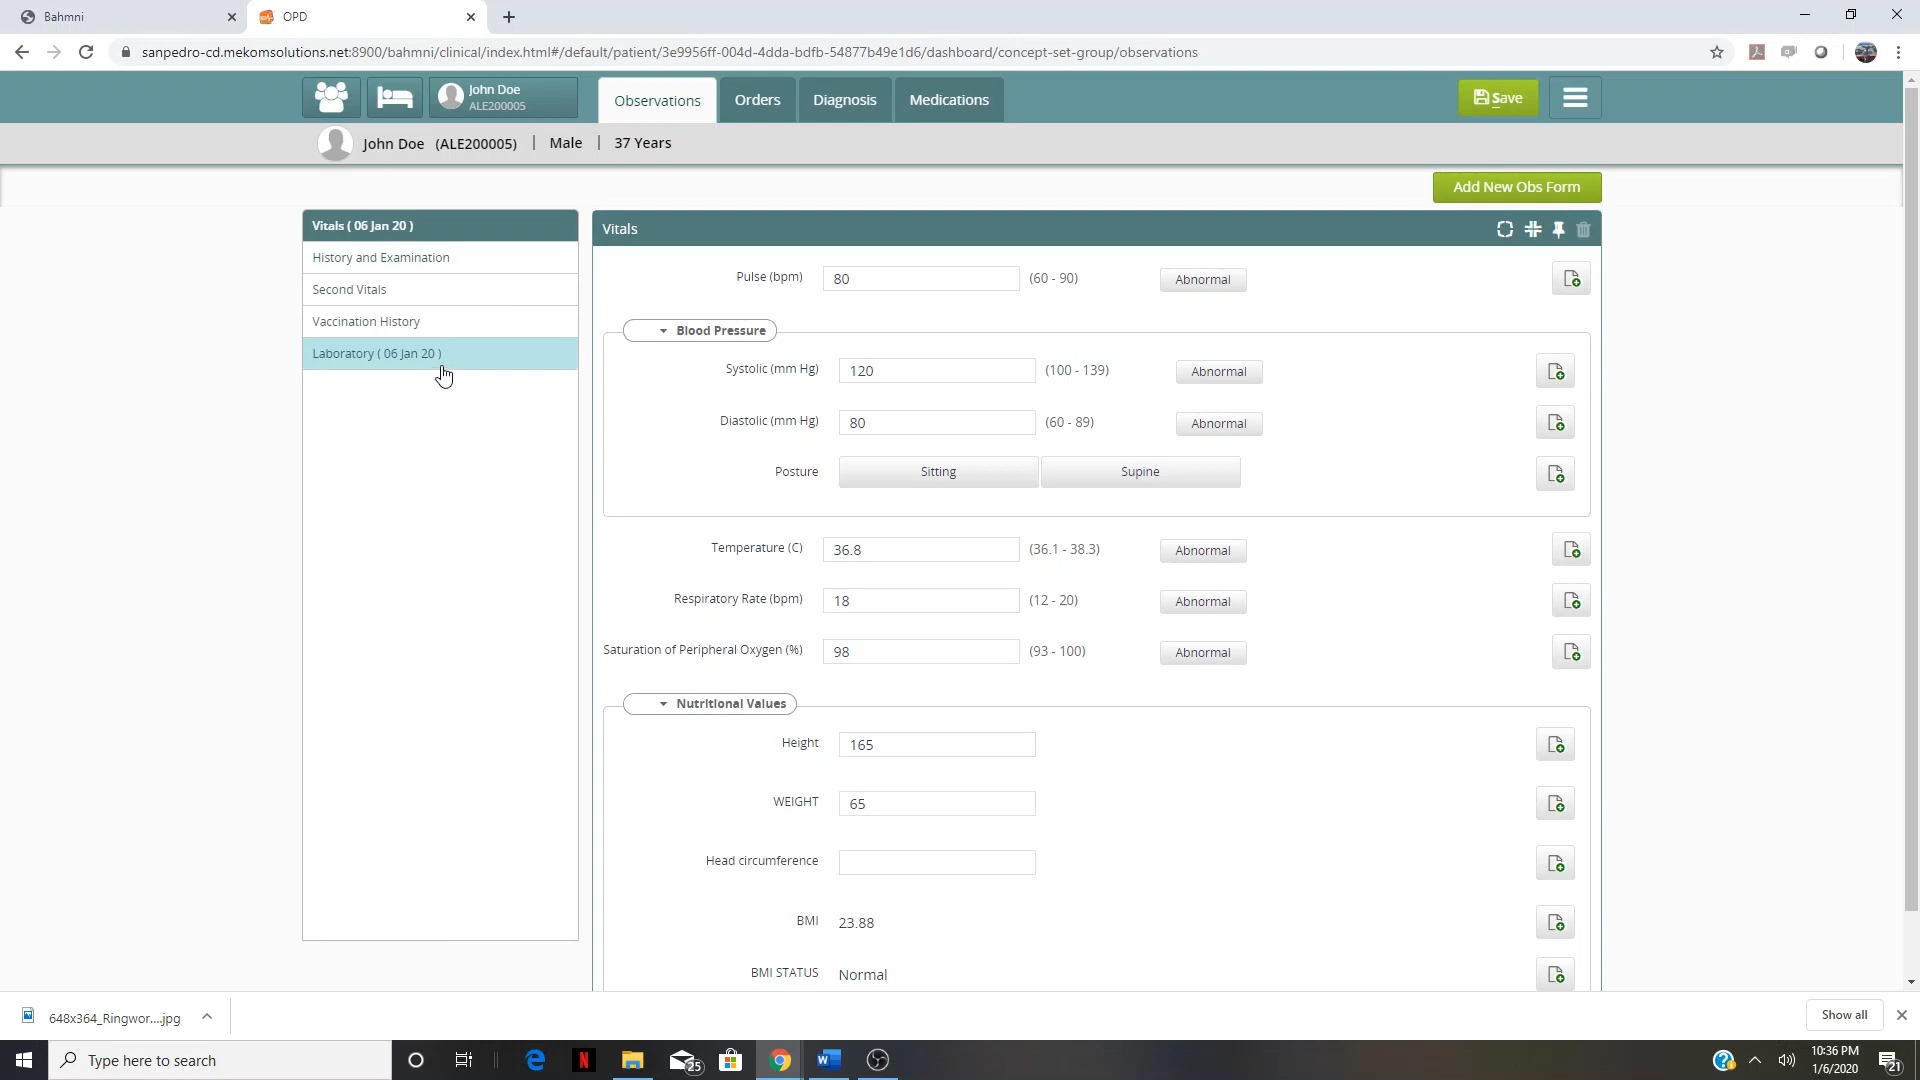 Bahmni
OPD
sanpedro-cd.mekomsolutions.net:8900/bahmni/clinical/index.html#/default/patient/3e9956ff-004d-4dda-bdfb-54877b49e1d6/dashboard/concept-set-group/observations
John Doe
ALE200005
Observations
Orders
Diagnosis
Medications
Save
John Doe (ALE200005) | Male | 37 Years
Add New Obs Form
Vitals ( 06 Jan 20 )
History and Examination
Second Vitals
Vaccination History
Laboratory ( 06 Jan 20 )
Vitals
Pulse (bpm) 80 (60 - 90) Abnormal
Blood Pressure
Systolic (mm Hg) 120 (100 - 139) Abnormal
Diastolic (mm Hg) 80 (60 - 89) Abnormal
Posture Sitting Supine
Temperature (C) 36.8 (36.1 - 38.3) Abnormal
Respiratory Rate (bpm) 18 (12 - 20) Abnormal
Saturation of Peripheral Oxygen (%) 98 (93 - 100) Abnormal
Nutritional Values
Height 165
WEIGHT 65
Head circumference
BMI 23.88
BMI STATUS Normal
648x364_Ringwor....jpg
Show all
Type here to search
25
10:36 PM
1/6/2020
21